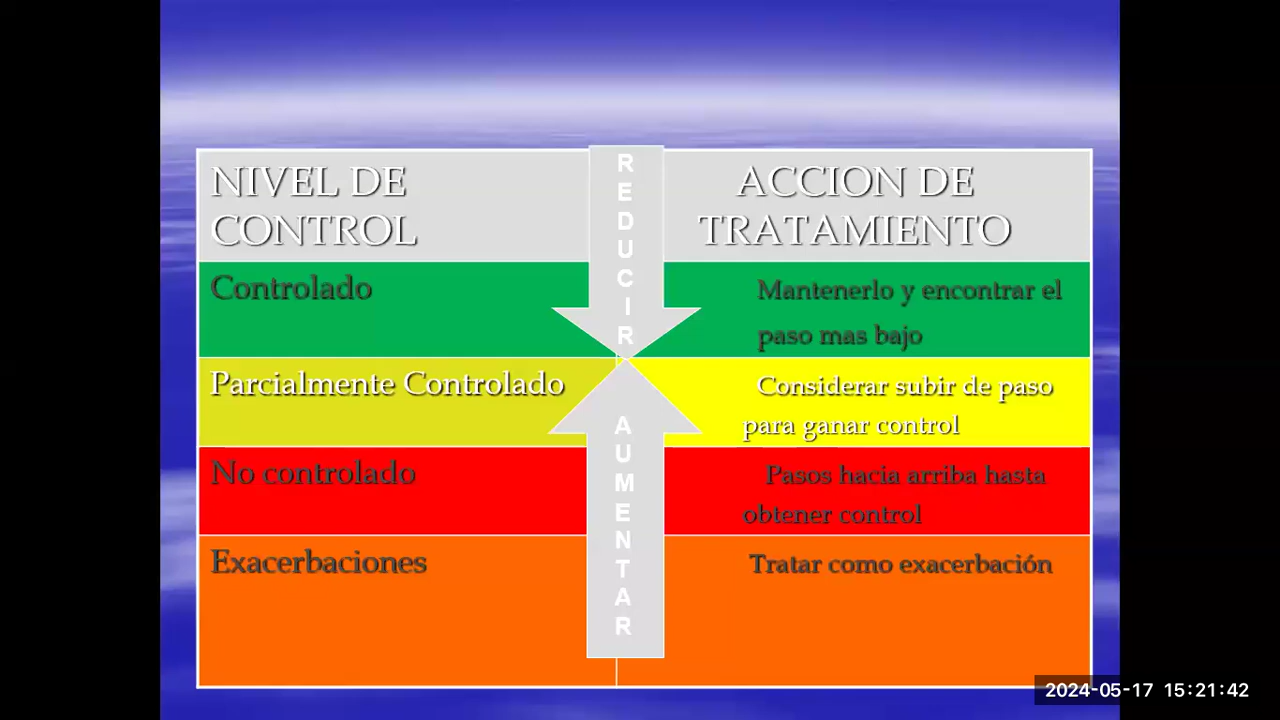 NIVEL DE
CONTROL
REDUCIR
ACCION DE
TRATAMIENTO
Controlado
Mantenerlo y encontrar el
paso mas bajo
Parcialmente Controlado
Considerar subir de paso
para ganar control
AUMENTAR
No controlado
Pasos hacia arriba hasta
obtener control
Exacerbaciones
Tratar como exacerbación
2024-05-17 15:21:42